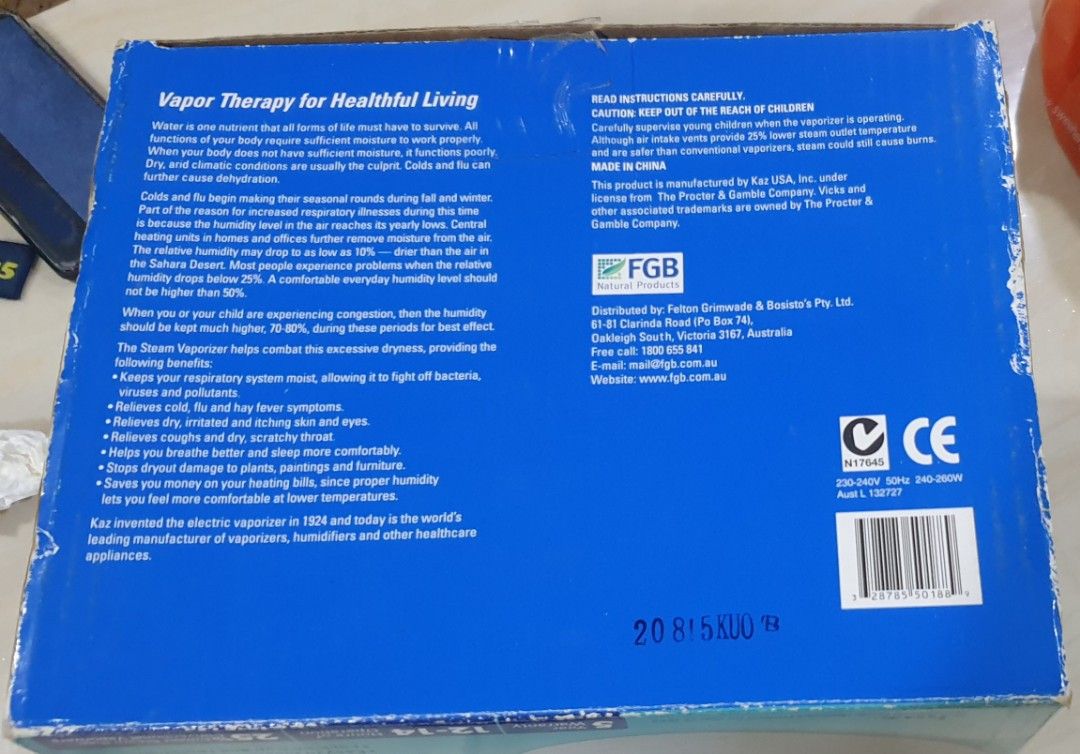 Vapor Therapy for Healthful Living
Water is one nutrient that all forms of life must have to survive. All
functions of your body require sufficient moisture to work properly.
When your body does not have sufficient moisture, it functions poorly.
Dry, arid climatic conditions are usually the culprit. Colds and flu can
further cause dehydration.
Colds and flu begin making their seasonal rounds during fall and winter.
Part of the reason for increased respiratory illnesses during this time
is because the humidity level in the air reaches its yearly lows. Central
heating units in homes and offices further remove moisture from the air.
The relative humidity may drop to as low as 10% — drier than the air in
the Sahara Desert. Most people experience problems when the relative
humidity drops below 25%. A comfortable everyday humidity level should
not be higher than 50%.
When you or your child are experiencing congestion, then the humidity
should be kept much higher, 70-80%, during these periods for best effect.
The Steam Vaporizer helps combat this excessive dryness, providing the
following benefits:
• Keeps your respiratory system moist, allowing it to fight off bacteria,
viruses and pollutants.
• Relieves cold, flu and hay fever symptoms.
• Relieves dry, irritated and itching skin and eyes.
• Relieves coughs and dry, scratchy throat.
• Helps you breathe better and sleep more comfortably.
• Stops dryout damage to plants, paintings and furniture.
• Saves you money on your heating bills, since proper humidity
lets you feel more comfortable at lower temperatures.
Kaz invented the electric vaporizer in 1924 and today is the world's
leading manufacturer of vaporizers, humidifiers and other healthcare
appliances.
READ INSTRUCTIONS CAREFULLY.
CAUTION: KEEP OUT OF THE REACH OF CHILDREN
Carefully supervise young children when the vaporizer is operating.
Although air intake vents provide 25% lower steam outlet temperature
and are safer than conventional vaporizers, steam could still cause burns.
MADE IN CHINA
This product is manufactured by Kaz USA, Inc. under
license from The Procter & Gamble Company. Vicks and
other associated trademarks are owned by The Procter &
Gamble Company.
FGB
Natural Products
Distributed by: Felton Grimwade & Bosisto's Pty. Ltd.
61-81 Clarinda Road (Po Box 74),
Oakleigh South, Victoria 3167, Australia
Free call: 1800 655 841
E-mail: mail@fgb.com.au
Website: www.fgb.com.au
N17645
CE
230-240V 50Hz 240-260W
Aust L 132727
3 28785 50188 9
20815KUO B
12-14